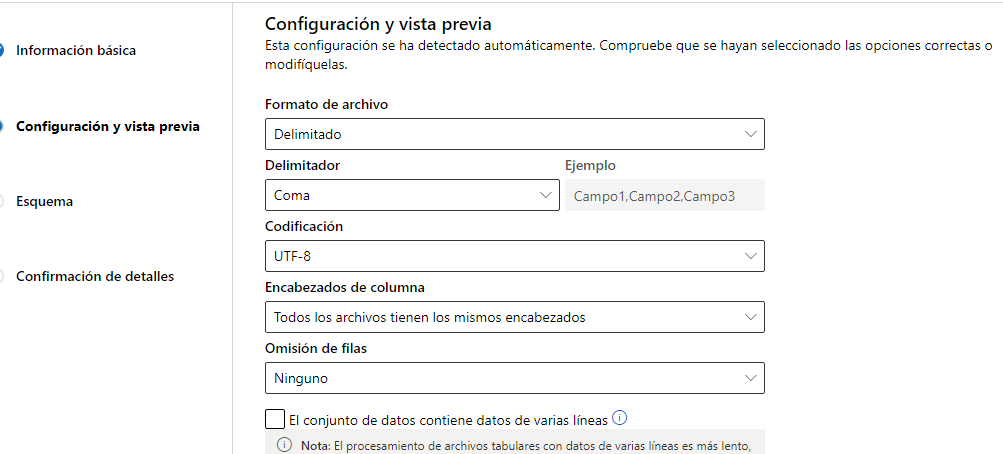 Configuración y vista previa
Esta configuración se ha detectado automáticamente. Compruebe que se hayan seleccionado las opciones correctas o
modifíquelas.
Información básica
Configuración y vista previa
Esquema
Confirmación de detalles
Formato de archivo
Delimitado
Delimitador
Ejemplo
Coma
Campo1,Campo2,Campo3
Codificación
UTF-8
Encabezados de columna
Todos los archivos tienen los mismos encabezados
Omisión de filas
Ninguno
El conjunto de datos contiene datos de varias líneas
Nota: El procesamiento de archivos tabulares con datos de varias líneas es más lento,